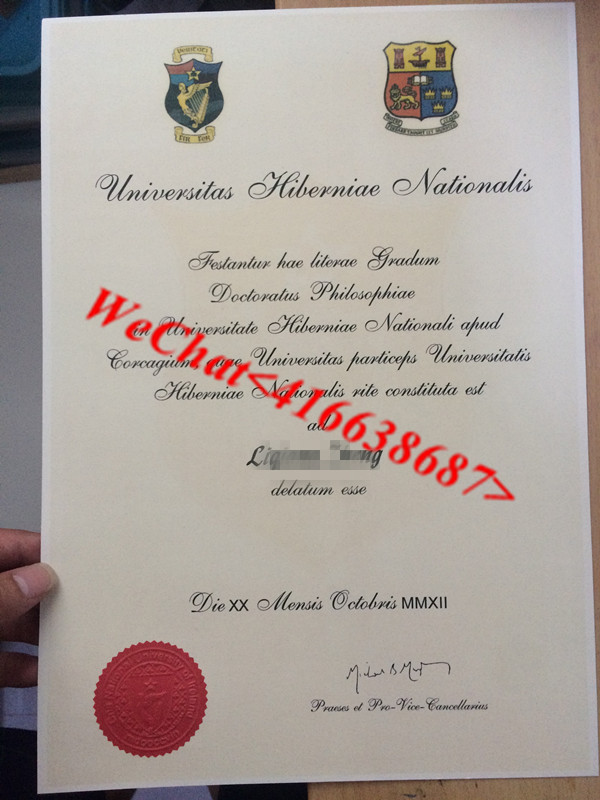 Universitas Hiberniae Nationalis
Festantur hae literae Gradum
Doctoratus Philosophiae
in Universitate Hiberniae Nationali apud
Corcagium, quae Universitas particeps Universitatis
Hiberniae Nationalis rite constituta est
ad
delatum esse
WeChat<416638687>
Die XX Mensis Octobris MMXII
Praeses et Pro-Vice-Cancellarius